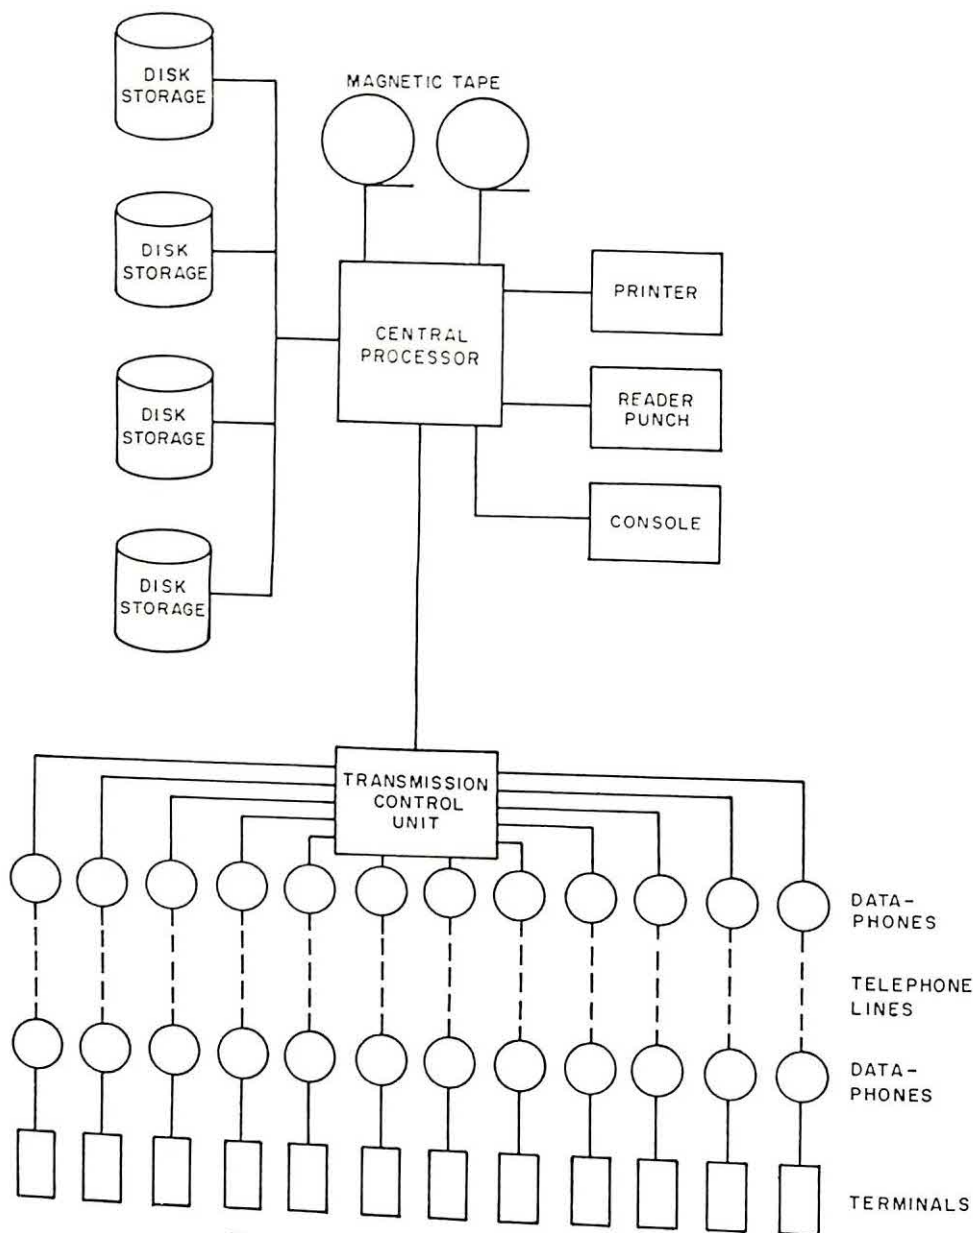 DISK
STORAGE
MAGNETIC TAPE
DISK
STORAGE
CENTRAL
PROCESSOR
PRINTER
DISK
STORAGE
READER
PUNCH
CONSOLE
DISK
STORAGE
TRANSMISSION
CONTROL
UNIT
DATA-
PHONES
TELEPHONE
LINES
DATA-
PHONES
TERMINALS